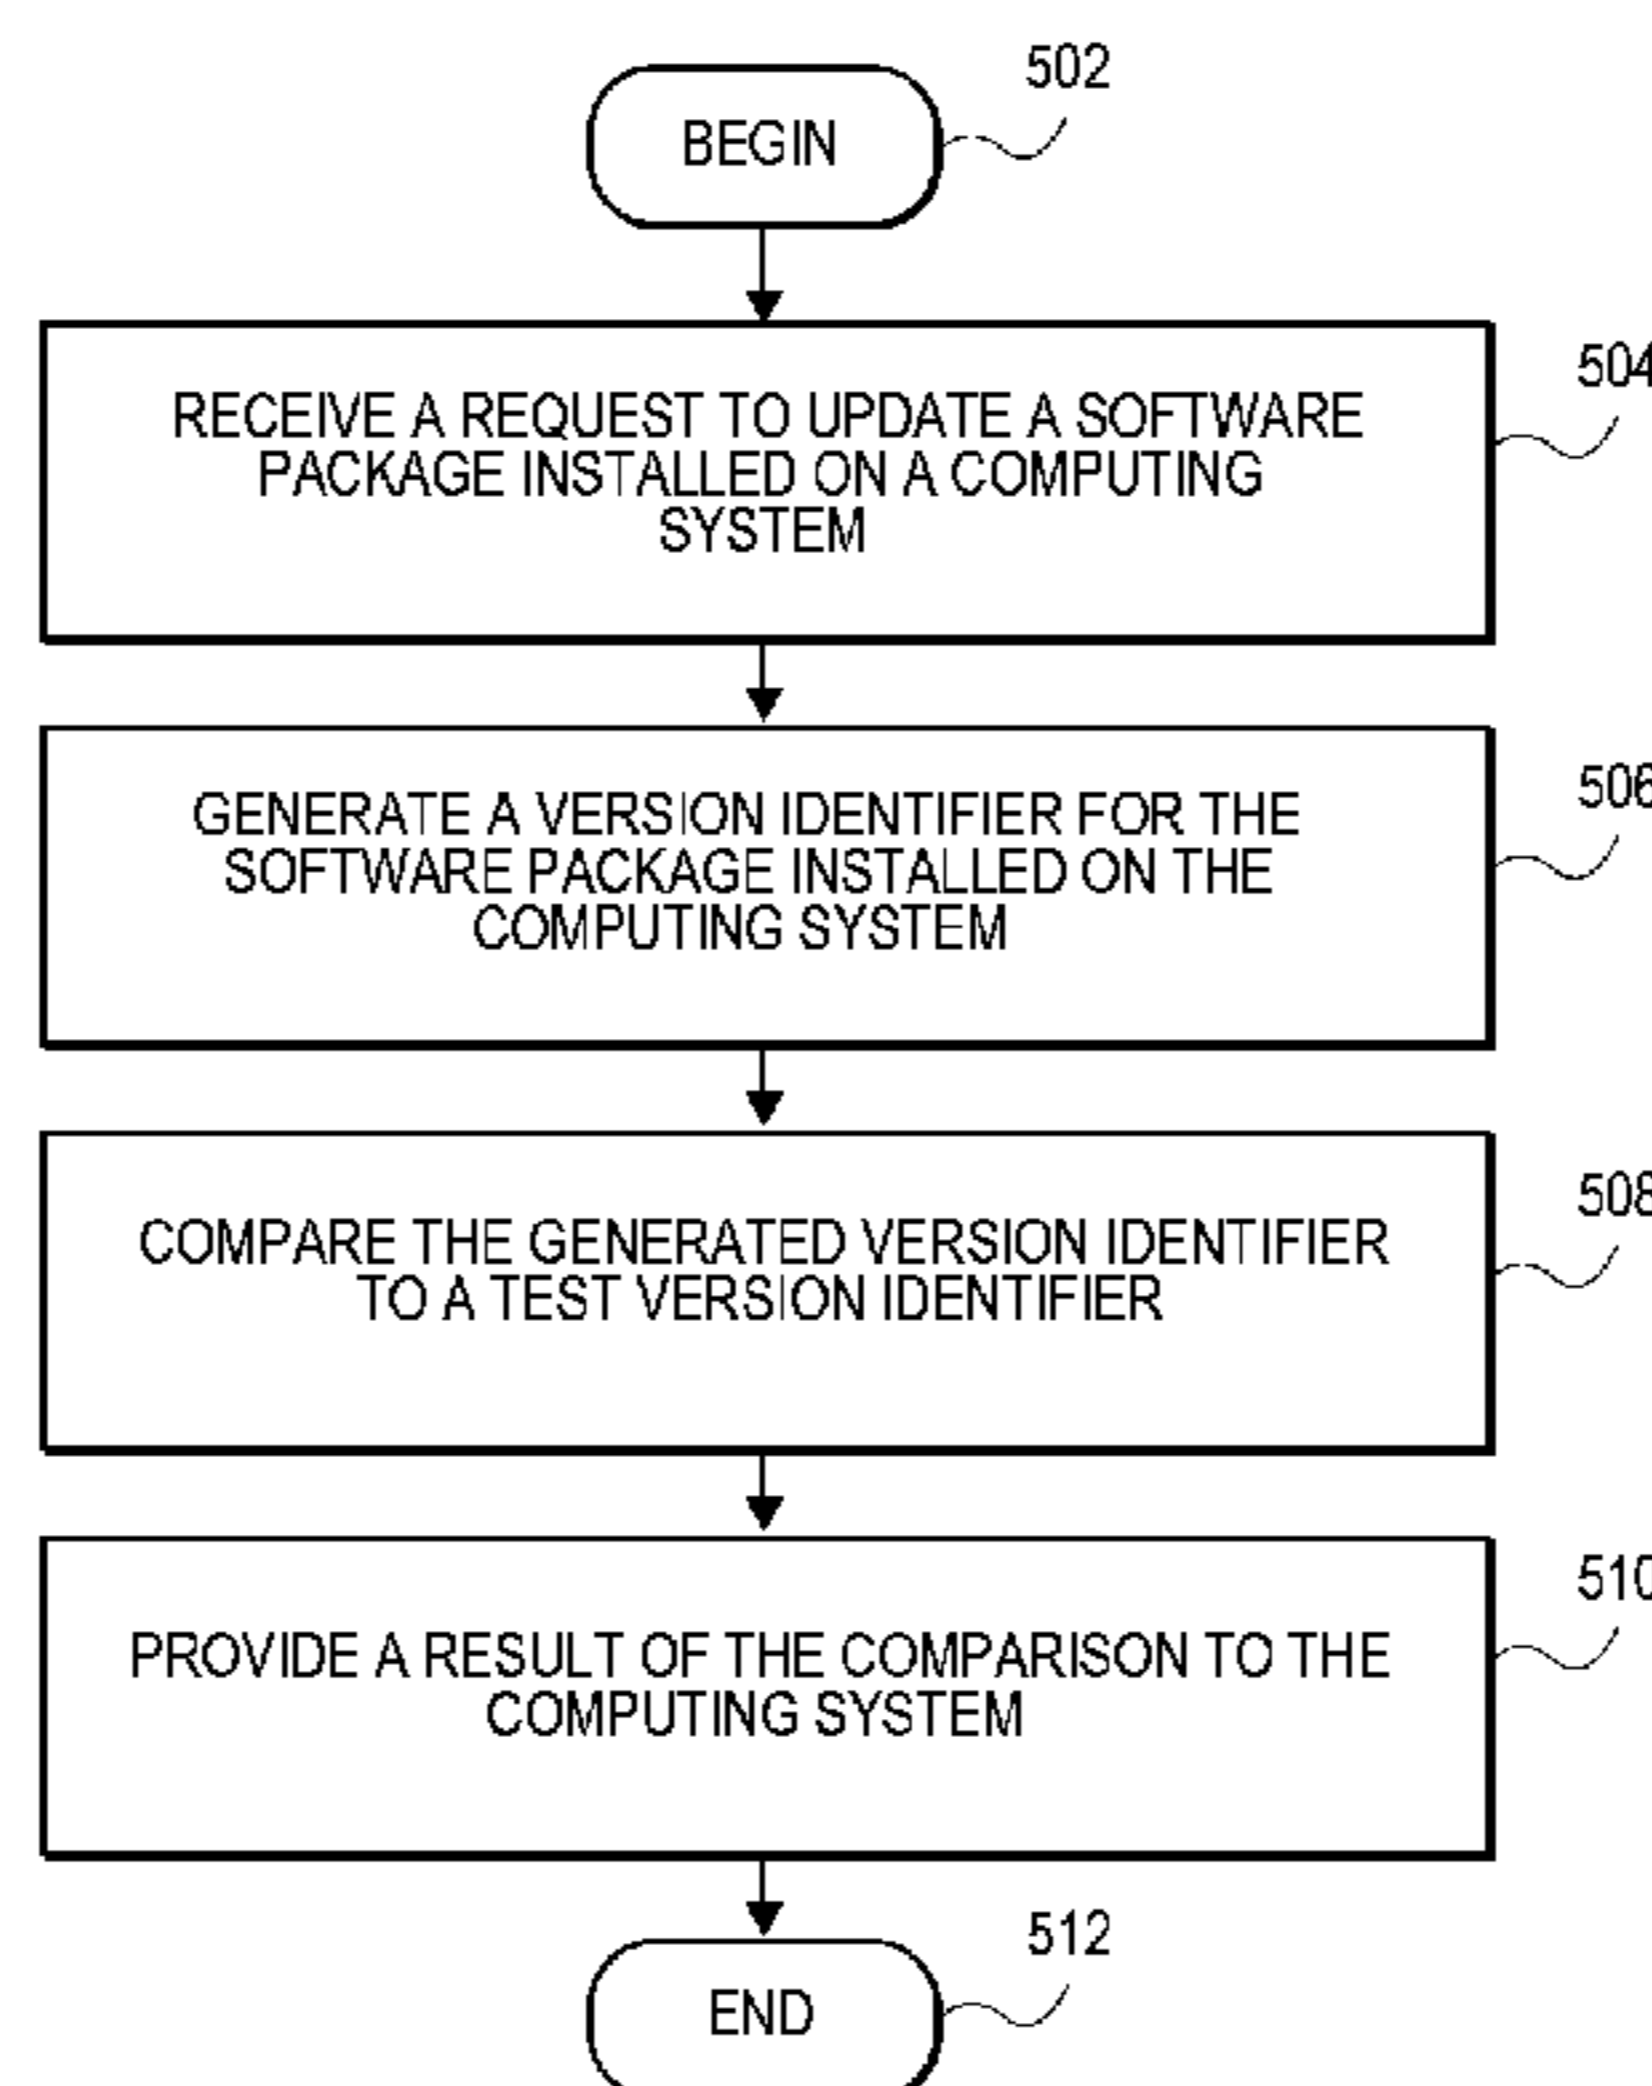 502
BEGIN
504
RECEIVE A REQUEST TO UPDATE A SOFTWARE
PACKAGE INSTALLED ON A COMPUTING
SYSTEM
506
GENERATE A VERSION IDENTIFIER FOR THE
SOFTWARE PACKAGE INSTALLED ON THE
COMPUTING SYSTEM
508
COMPARE THE GENERATED VERSION IDENTIFIER
TO A TEST VERSION IDENTIFIER
510
PROVIDE A RESULT OF THE COMPARISON TO THE
COMPUTING SYSTEM
512
END